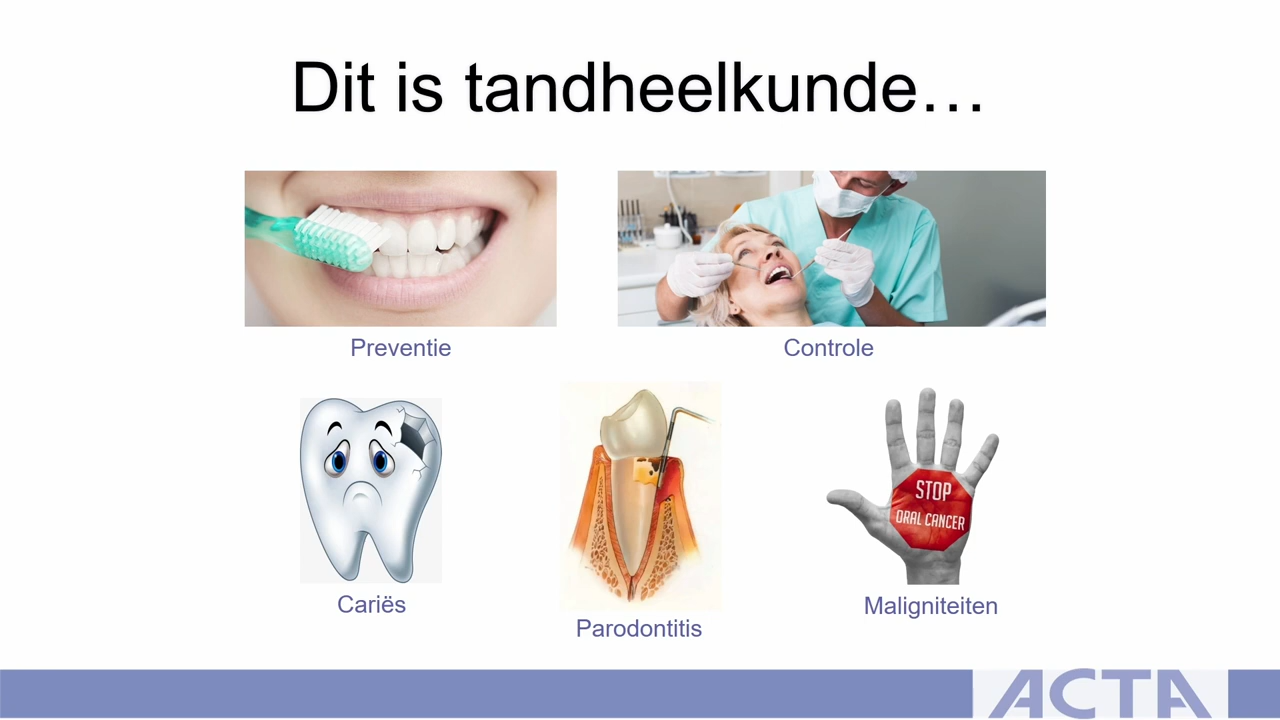 Dit is tandheelkunde…
Preventie
Controle
STOP
ORAL CANCER
Cariës
Parodontitis
Maligniteiten
ACTA